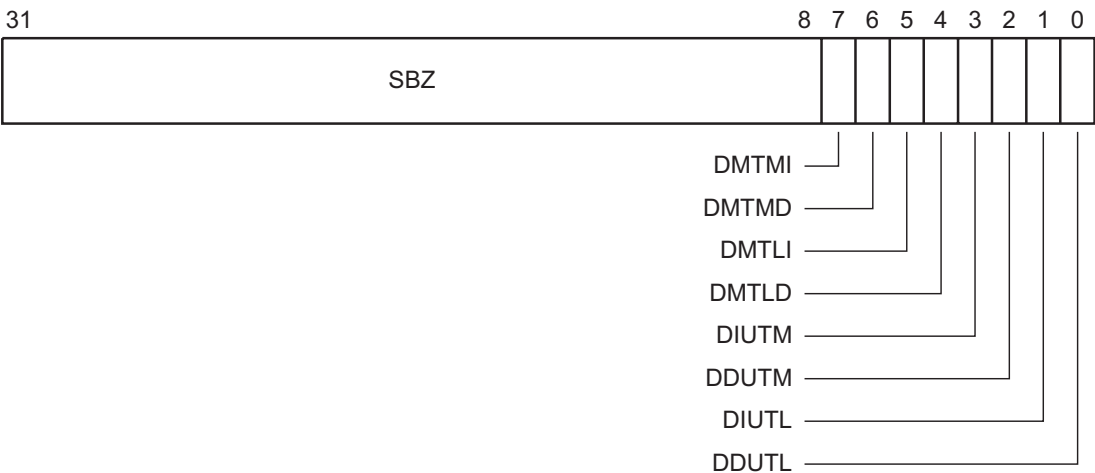 31 8 7 6 5 4 3 2 1 0
SBZ
DMTMI
DMTMD
DMTLI
DMTLD
DIUTM
DDUTM
DIUTL
DDUTL